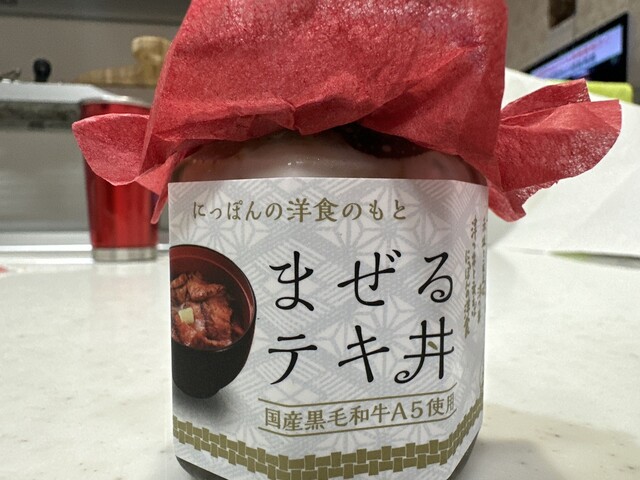 にっぽんの洋食のもと
まぜる
テキ丼
国産黒毛和牛A5使用